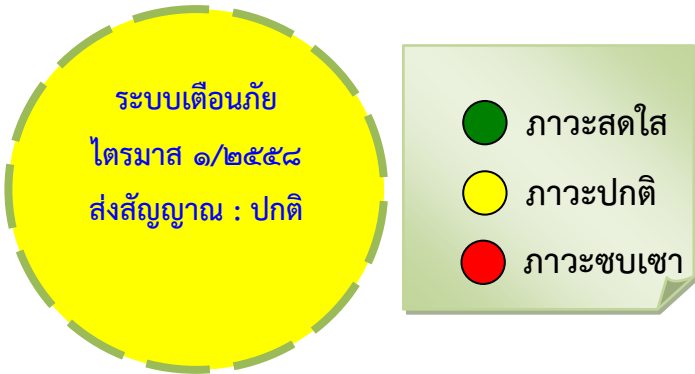 ระบบเตือนภัย
ไตรมาส ๑/๒๕๕๘
ส่งสัญญาณ : ปกติ
ภาวะสดใส
ภาวะปกติ
ภาวะซบเซา